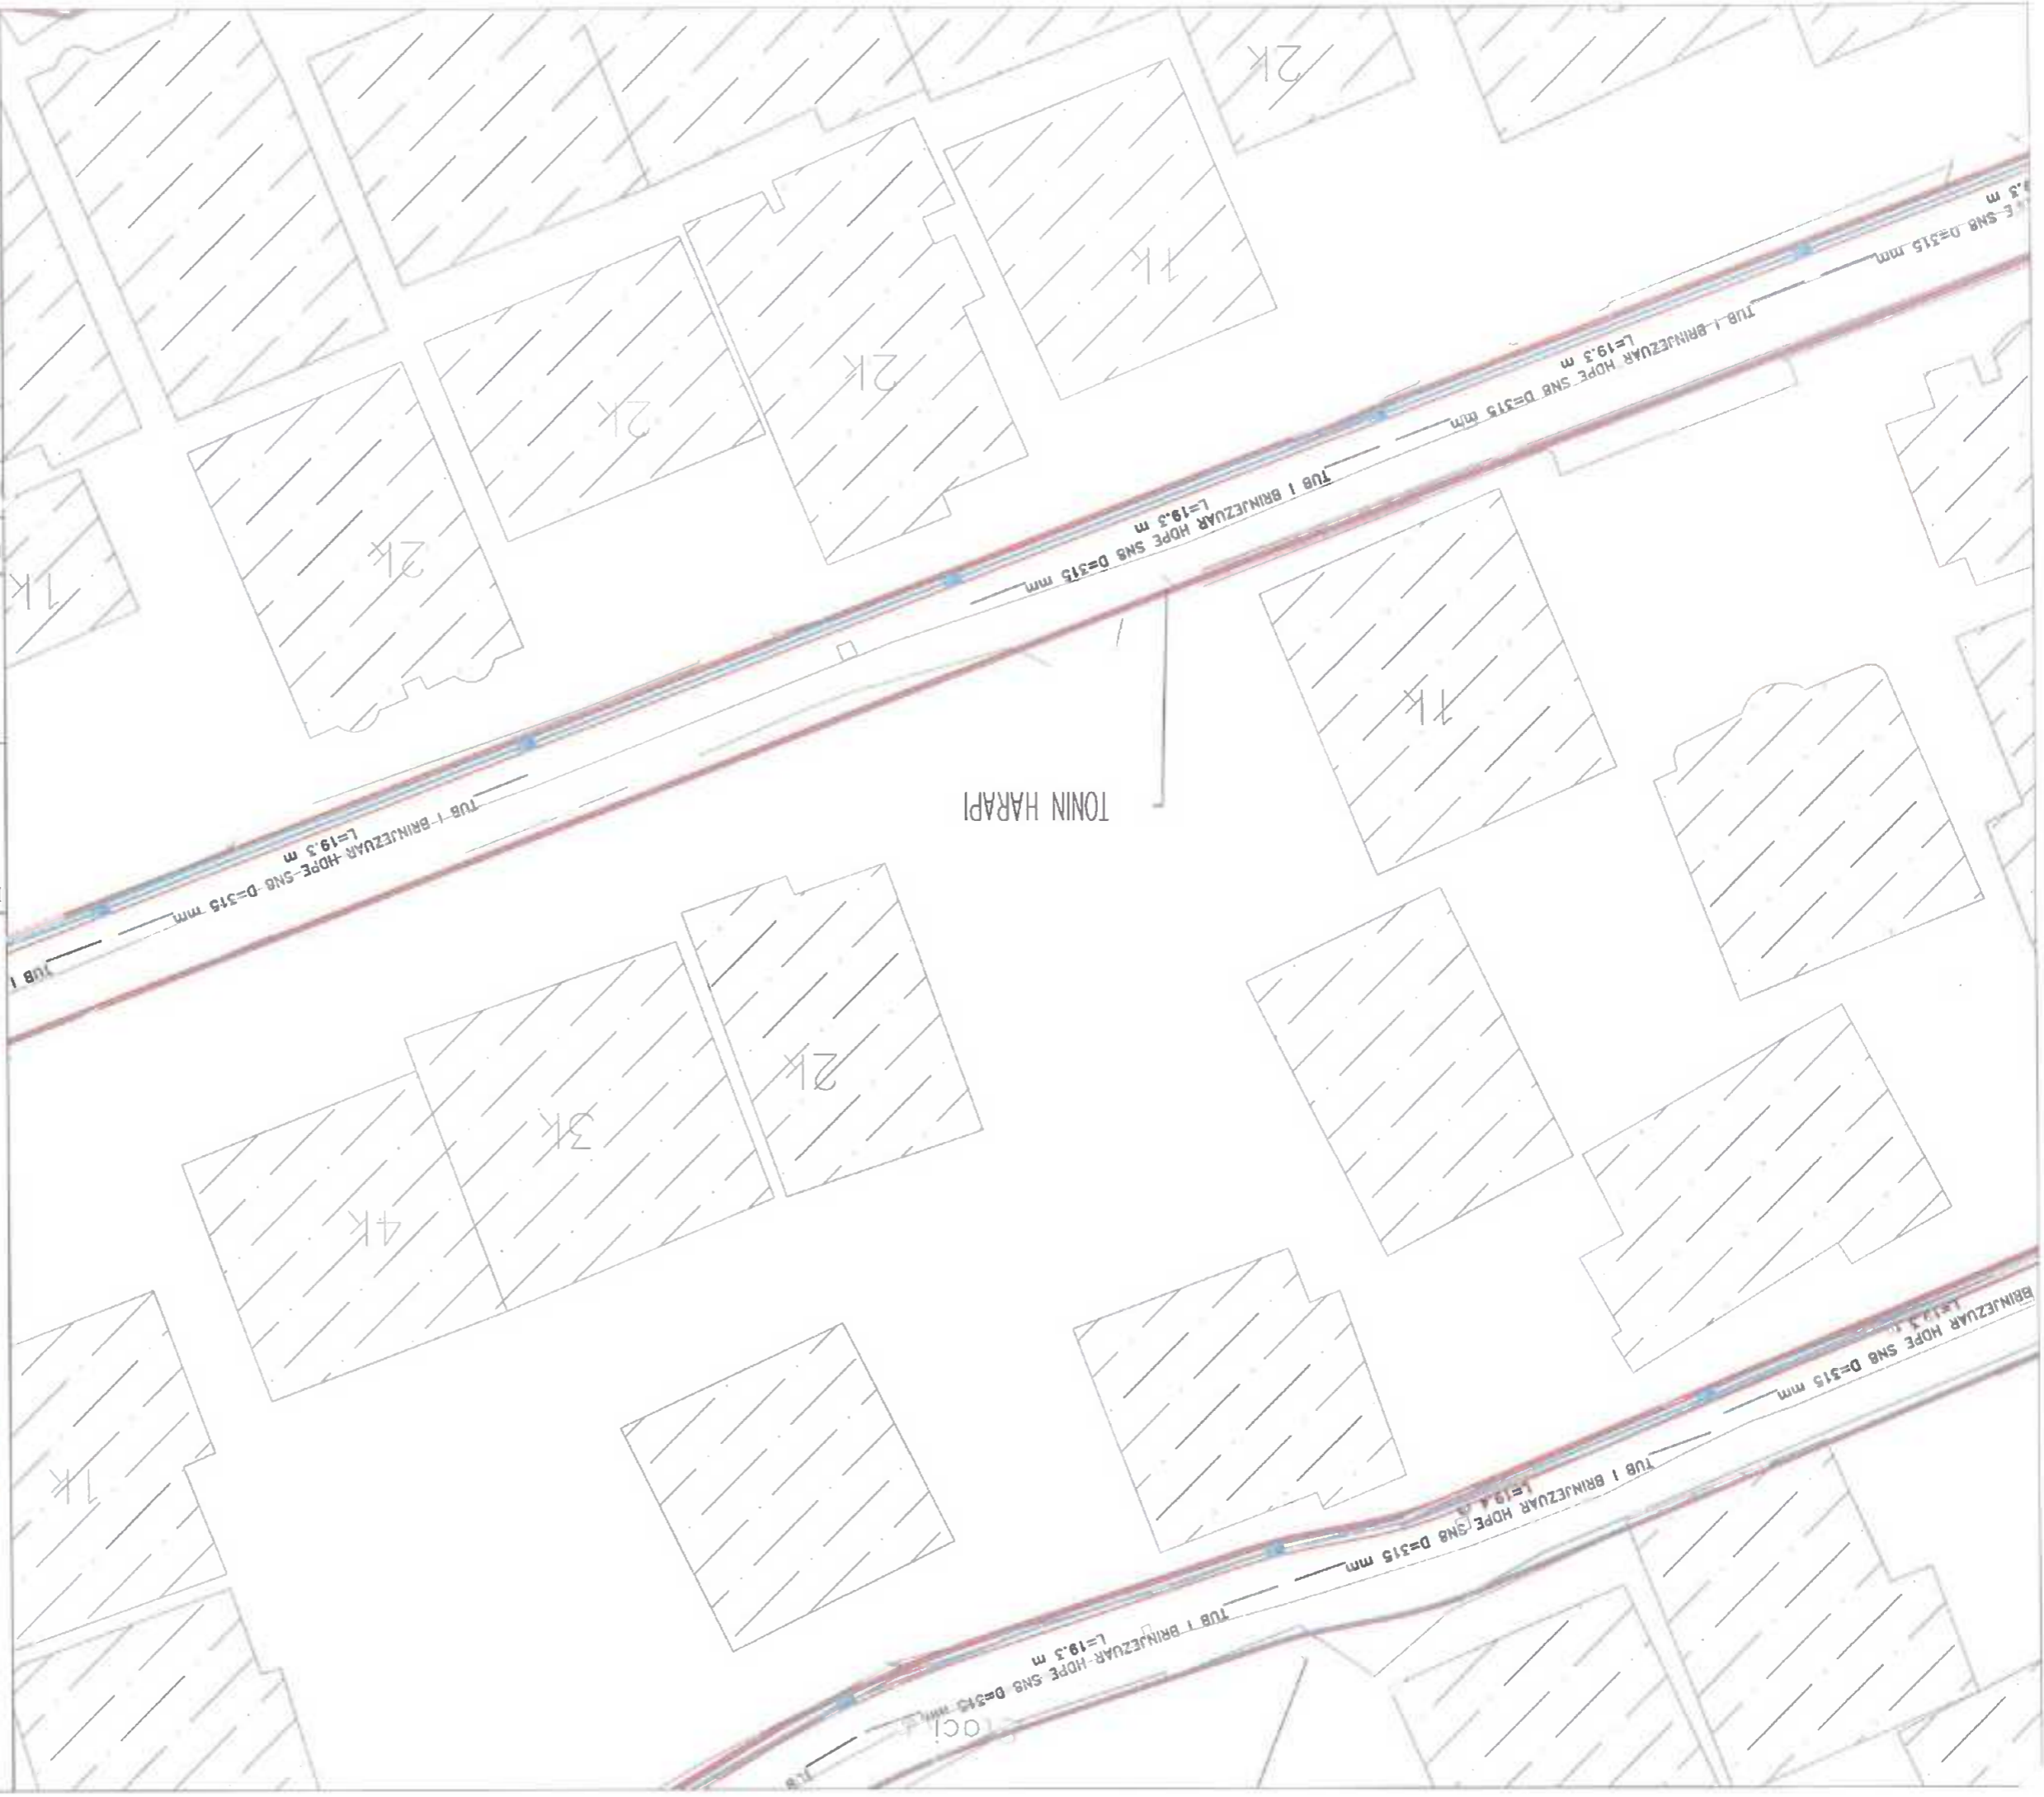 TUB I BRINJEZUAR HDPE SN8 D=315 mm
L=19.3 m
TUB I BRINJEZUAR HDPE SN8 D=315 mm
L=19.4
BRINJEZUAR HDPE SN8 D=315 mm
1K
4K
3K
2K
TUB I
TONIN HARAPI
TUB I BRINJEZUAR HDPE SN8 D=315 mm
L=19.3 m
1K
TUB I BRINJEZUAR HDPE SN8 D=315 mm
L=19.3 m
TUB I BRINJEZUAR HDPE SN8 D=315 mm
L=19.3 m
SN8 D=315 mm
1K
2K
2K
2K
1K
2K